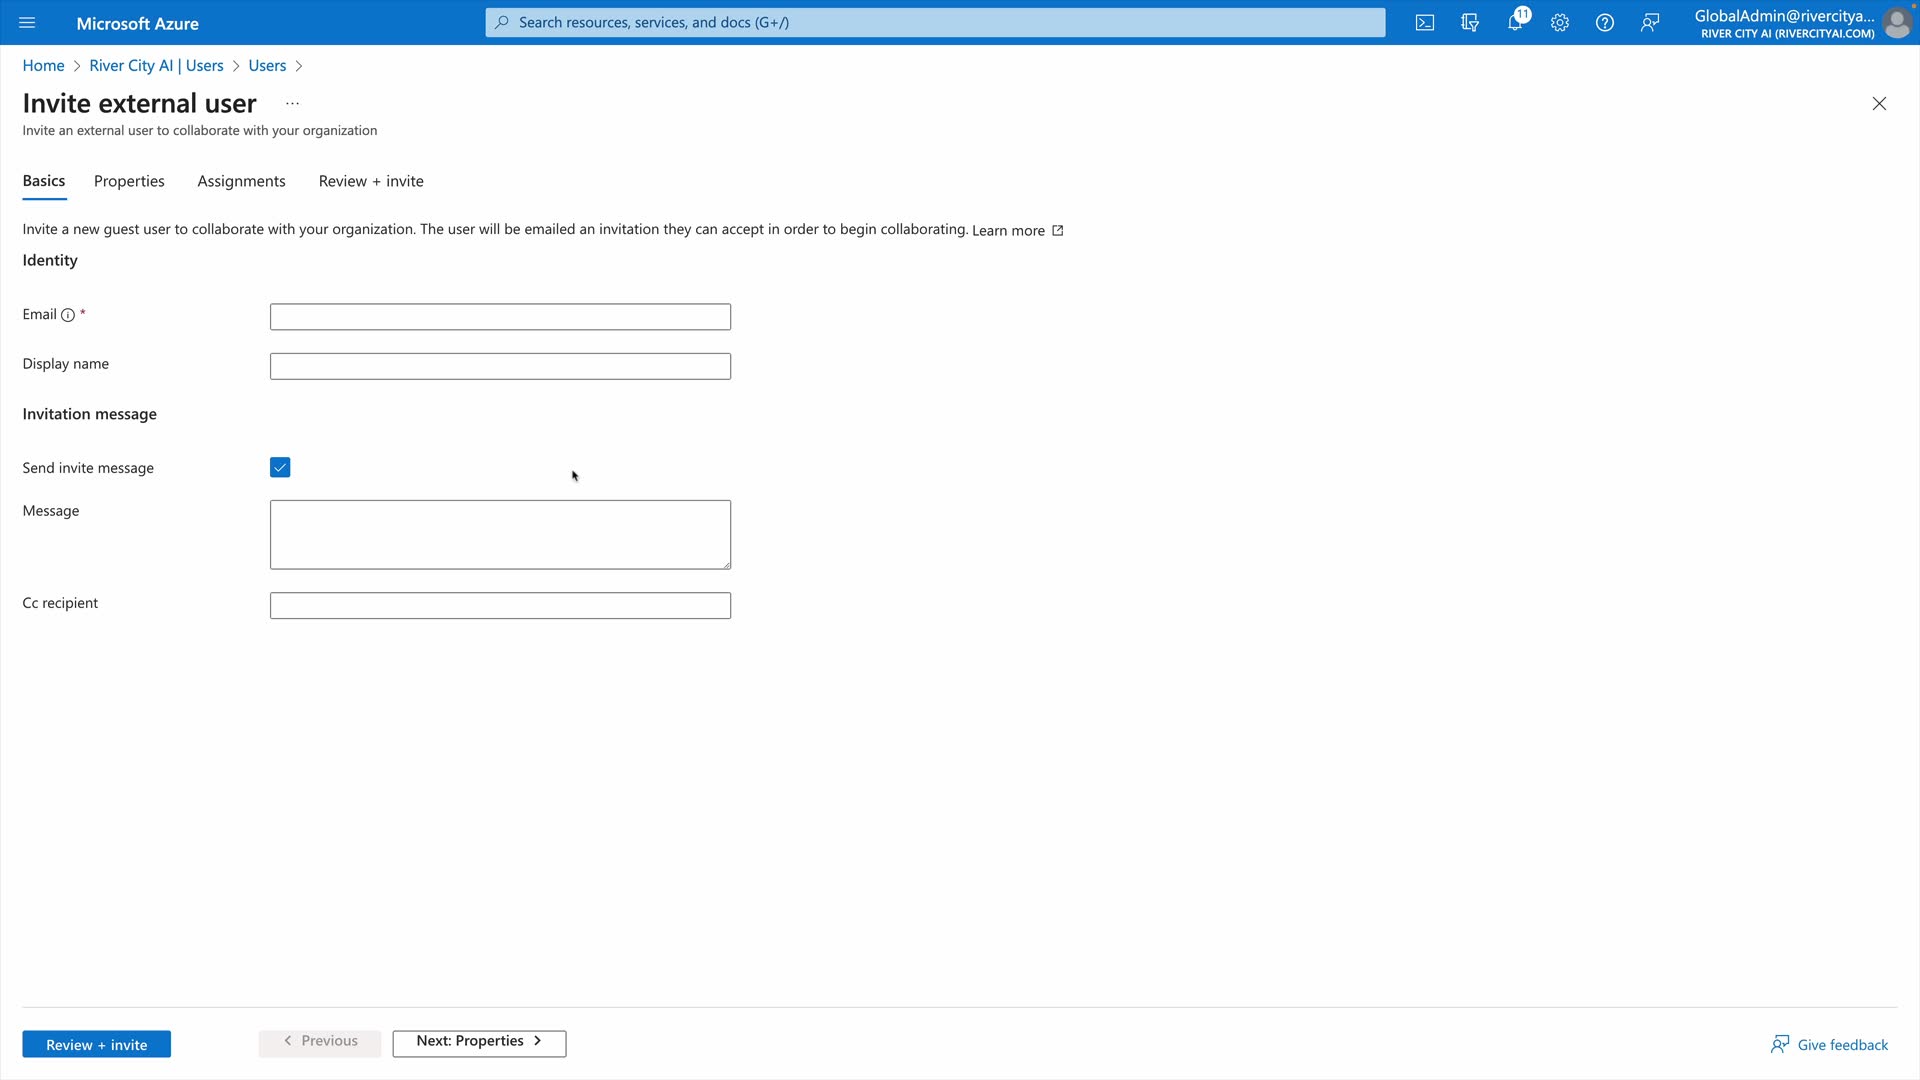 Microsoft Azure
Search resources, services, and docs (G+/)
11
GlobalAdmin@rivercitya...
RIVER CITY AI (RIVERCITYAI.COM)
Home > River City AI | Users > Users >
Invite external user ...
Invite an external user to collaborate with your organization
Basics Properties Assignments Review + invite
Invite a new guest user to collaborate with your organization. The user will be emailed an invitation they can accept in order to begin collaborating. Learn more
Identity
Email *
Display name
Invitation message
Send invite message
Message
Cc recipient
Review + invite < Previous Next: Properties > Give feedback